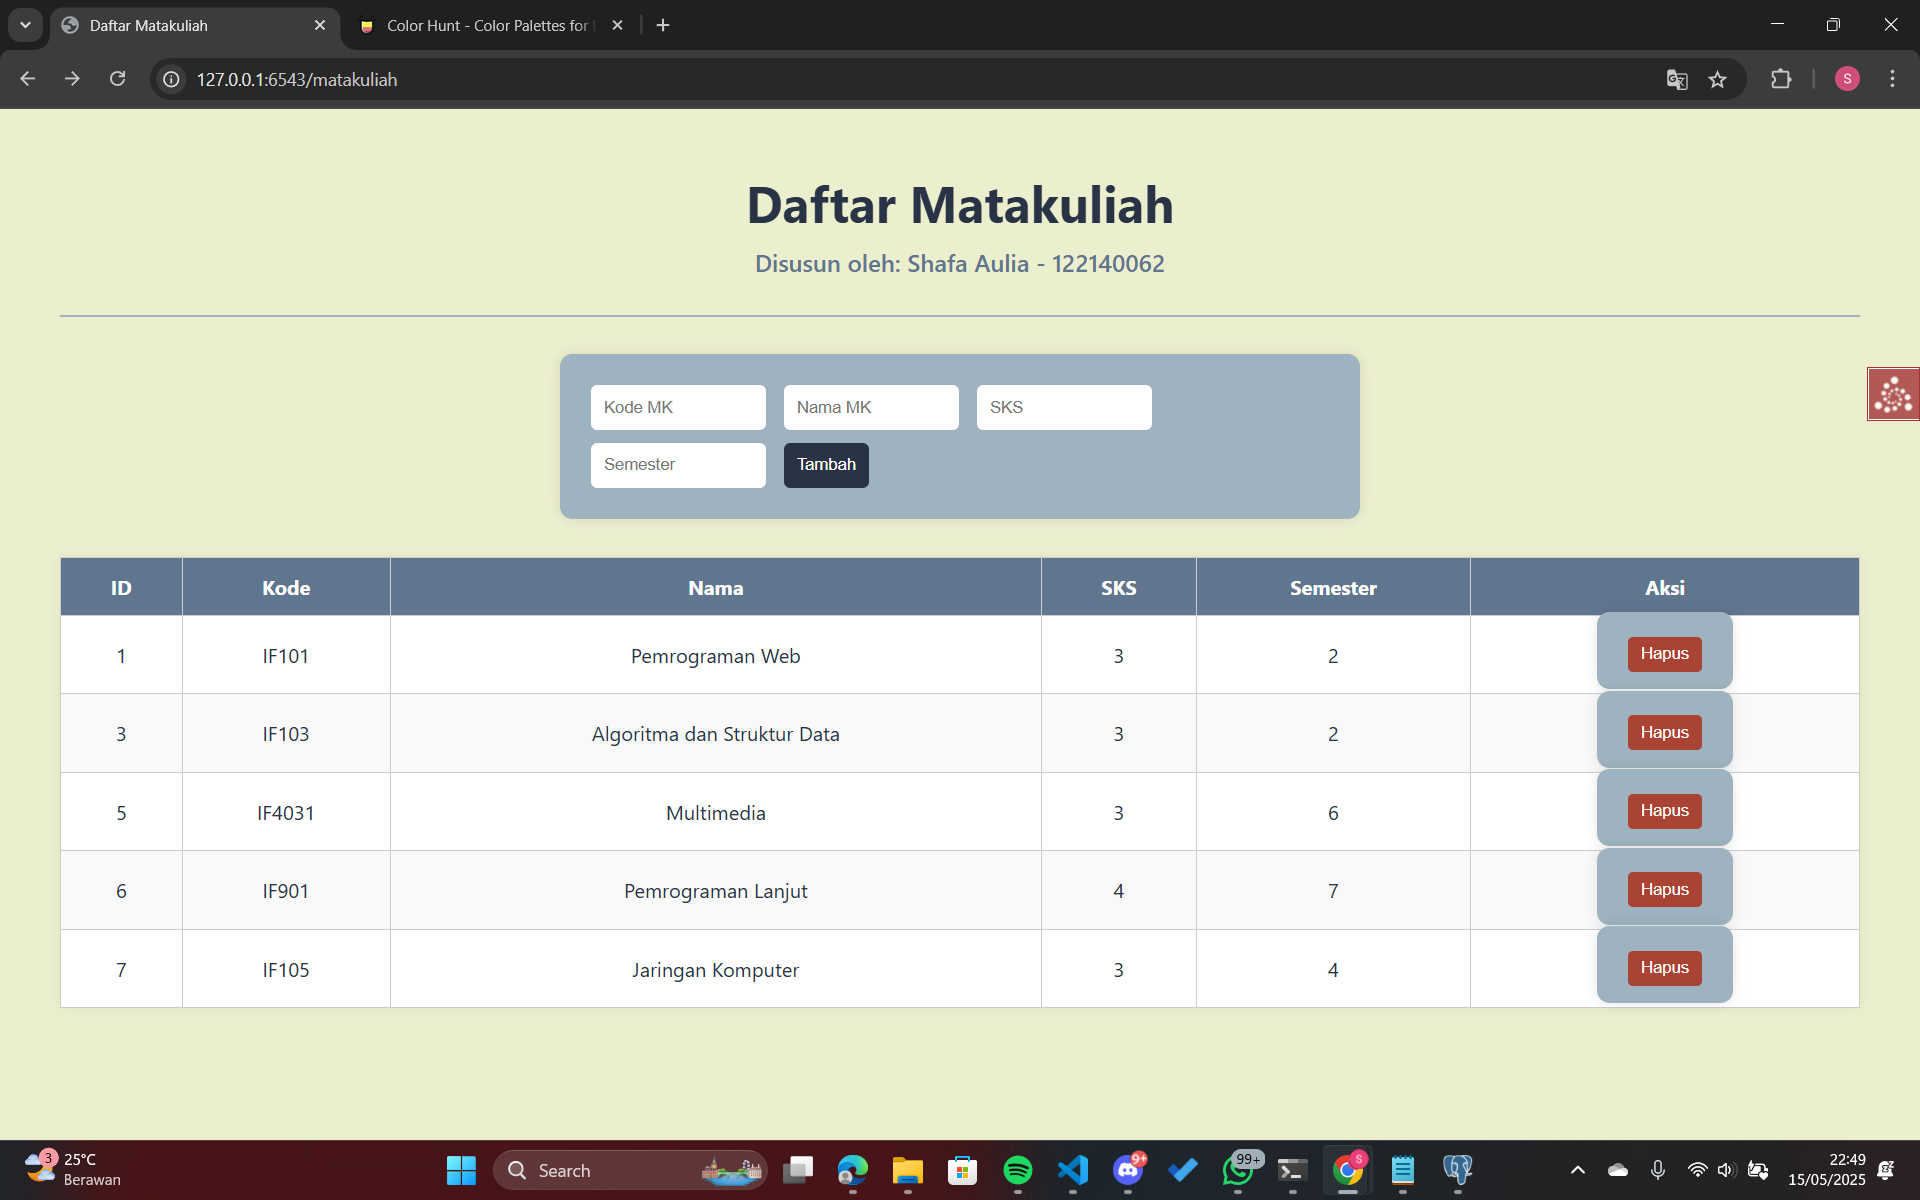 Daftar Matakuliah
Color Hunt - Color Palettes for
127.0.0.1:6543/matakuliah
S
Daftar Matakuliah
Disusun oleh: Shafa Aulia - 122140062
Kode MK Nama MK SKS
Semester Tambah
ID Kode Nama SKS Semester Aksi
1 IF101 Pemrograman Web 3 2 Hapus
3 IF103 Algoritma dan Struktur Data 3 2 Hapus
5 IF4031 Multimedia 3 6 Hapus
6 IF901 Pemrograman Lanjut 4 7 Hapus
7 IF105 Jaringan Komputer 3 4 Hapus
3 25°C
Berawan
Search
9+
99+
S
22:49
15/05/2025